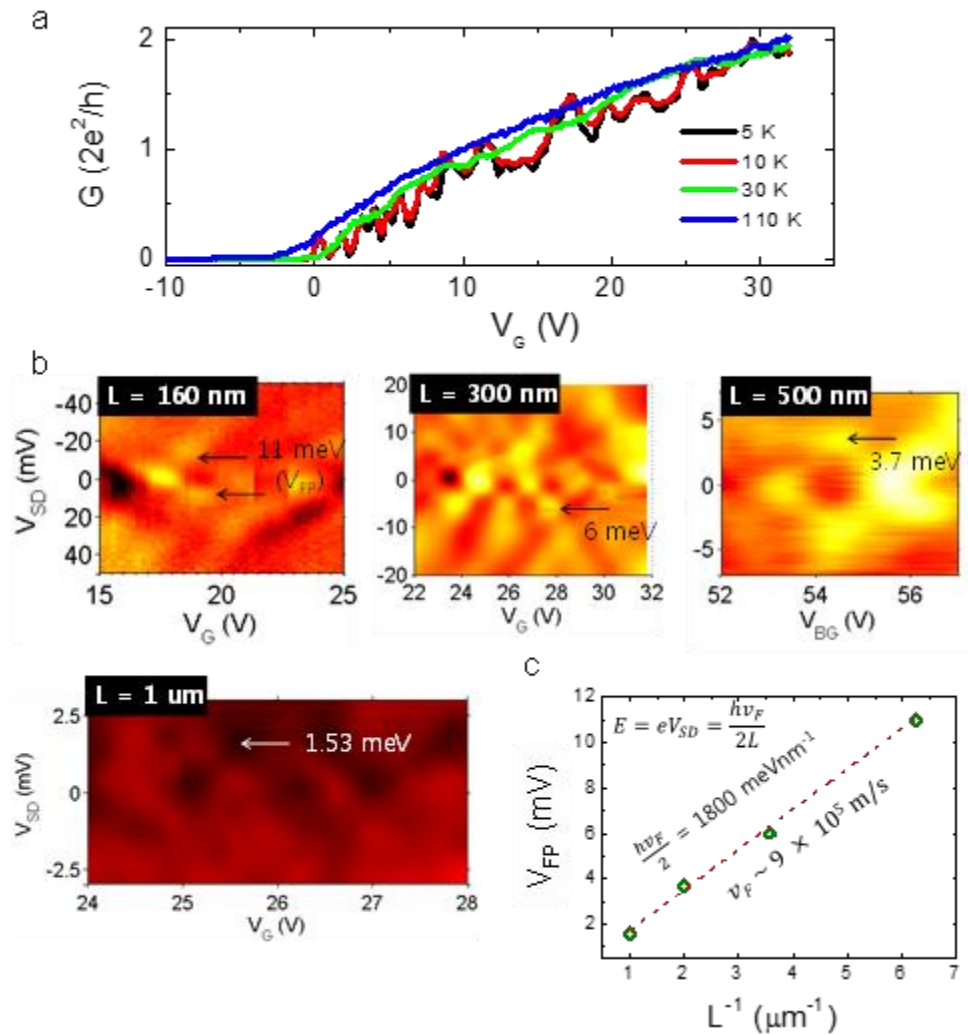 a
G (2e²/h)
2
1
0
5 K
10 K
30 K
110 K
-10 0 10 20 30
V_G (V)
b
L = 160 nm
V_SD (mV)
-40
-20
0
20
40
11 meV
(V_FP)
15 20 25
V_G (V)
L = 300 nm
20
10
0
-10
-20
6 meV
22 24 26 28 30 32
V_G (V)
L = 500 nm
5
0
-5
3.7 meV
52 54 56
V_BG (V)
L = 1 um
V_SD (mV)
2.5
0
-2.5
1.53 meV
24 25 26 27 28
V_G (V)
c
V_FP (mV)
12
10
8
6
4
2
E = eV_SD = hv_F/2L
hv_F/2 = 1800 meVnm⁻¹
v_F ~ 9 × 10⁵ m/s
1 2 3 4 5 6 7
L⁻¹ (μm⁻¹)